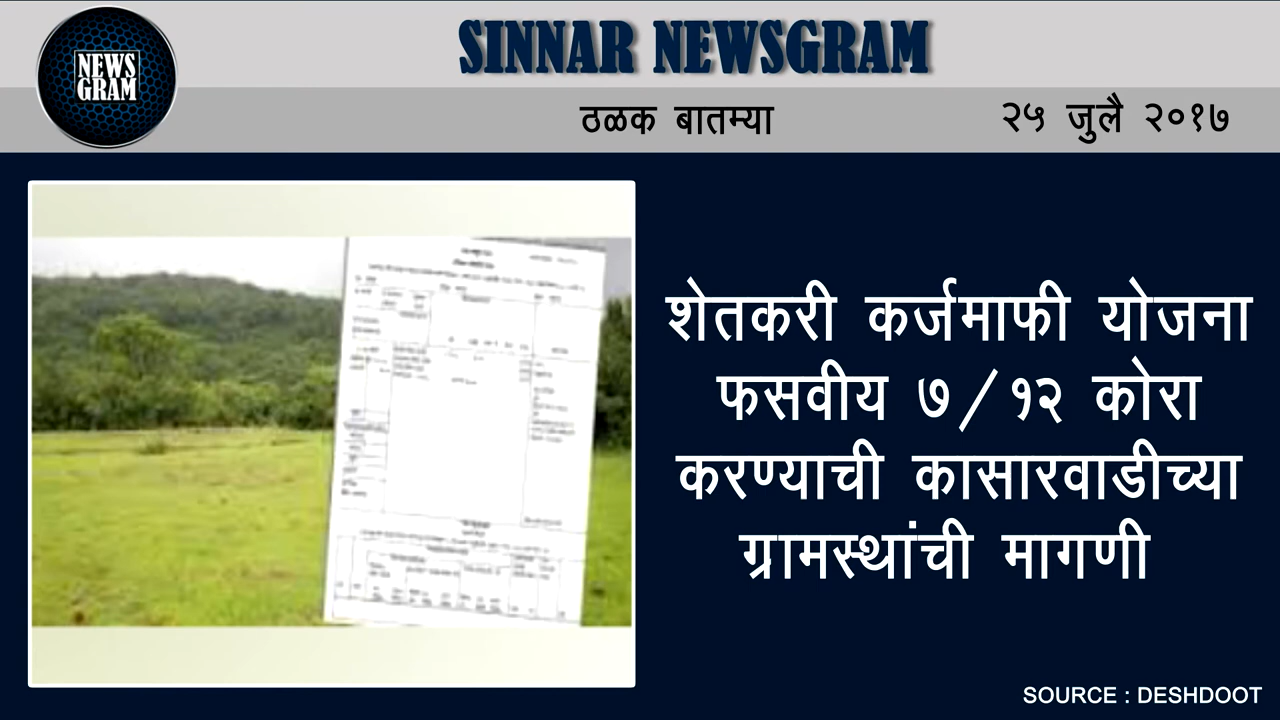 NEWS
GRAM
SINNAR NEWSGRAM
ठळक बातम्या
२५ जुलै २०१७
शेतकरी कर्जमाफी योजना
फसवीय ७/१२ कोरा
करण्याची कासारवाडीच्या
ग्रामस्थांची मागणी
SOURCE : DESHDOOT